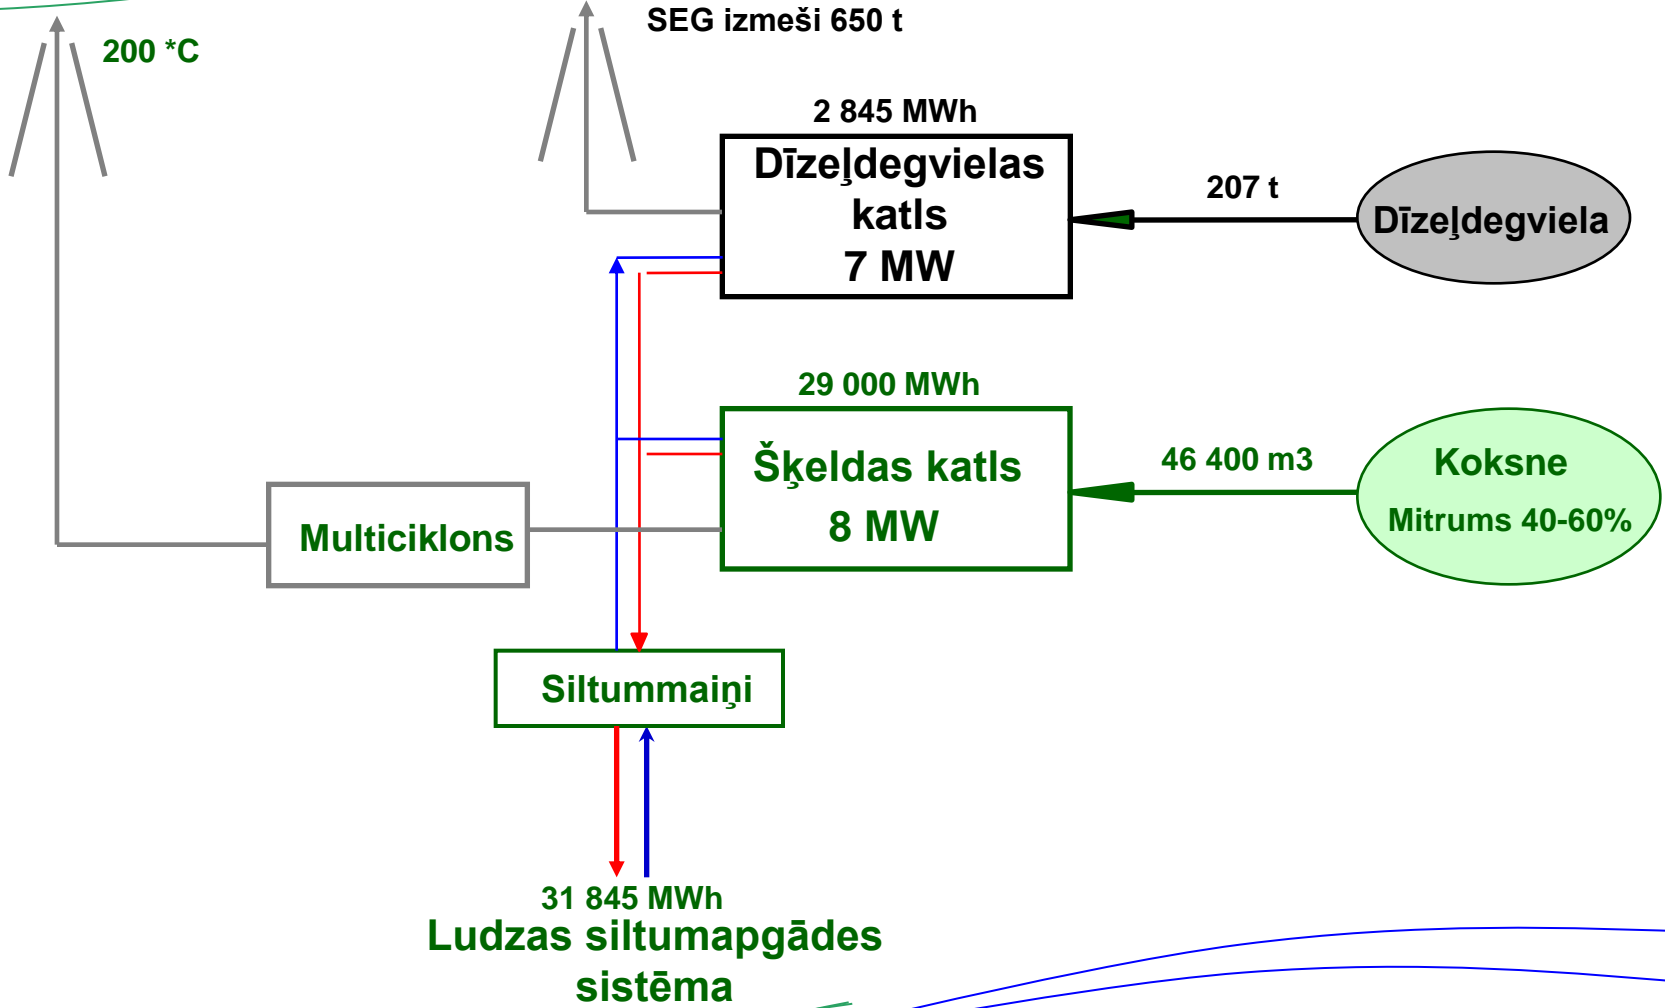 SEG izmeši 650 t
200 *C
2 845 MWh
Dīzeļdegvielas
katls
7 MW
207 t
Dīzeļdegviela
29 000 MWh
Šķeldas katls
8 MW
46 400 m3
Koksne
Mitrums 40-60%
Multiciklons
Siltummaiņi
31 845 MWh
Ludzas siltumapgādes
sistēma